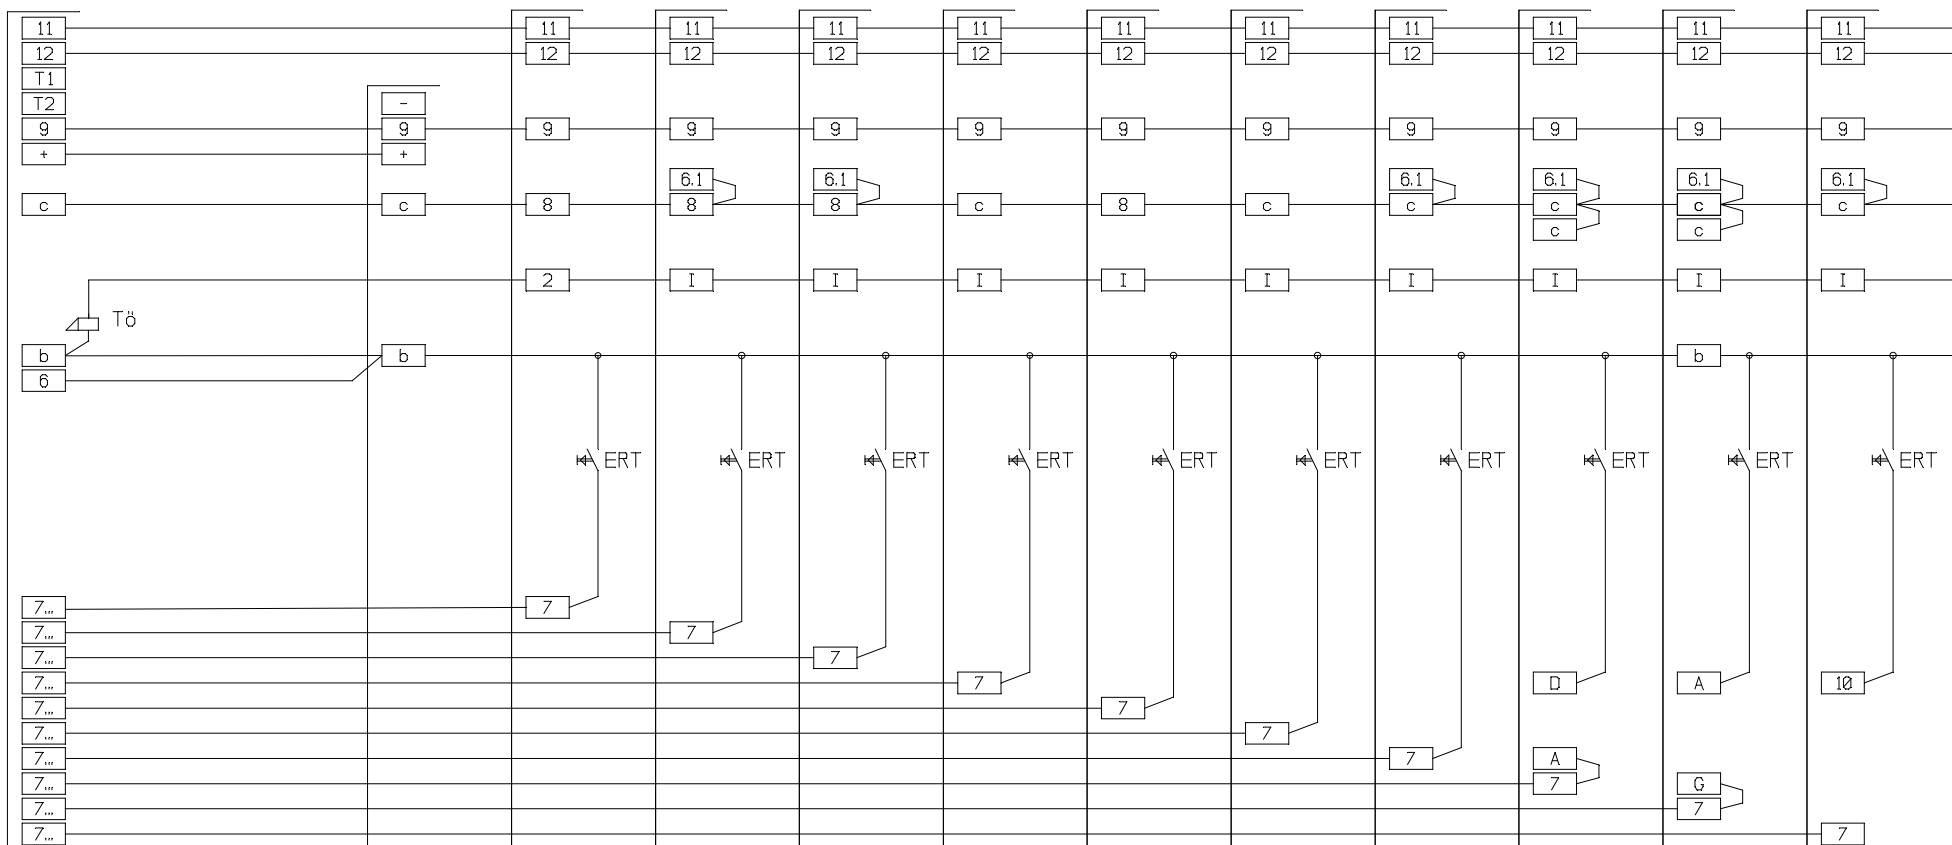 11 11 11 11 11 11 11 11 11 11 11
12 12 12 12 12 12 12 12 12 12 12
T1
T2 -
9 9 9 9 9 9 9 9 9 9 9 9
+ +
6.1 6.1 6.1 6.1 6.1 6.1
c c 8 8 8 c 8 c c c c c
c c
2 I I I I I I I I I
Tö
b b b
6
ERT ERT ERT ERT ERT ERT ERT ERT ERT ERT
7... 7
7... 7
7... 7
7... 7 D A 10
7... 7
7... 7
7... 7 A
7... 7 G
7... 7
7... 7